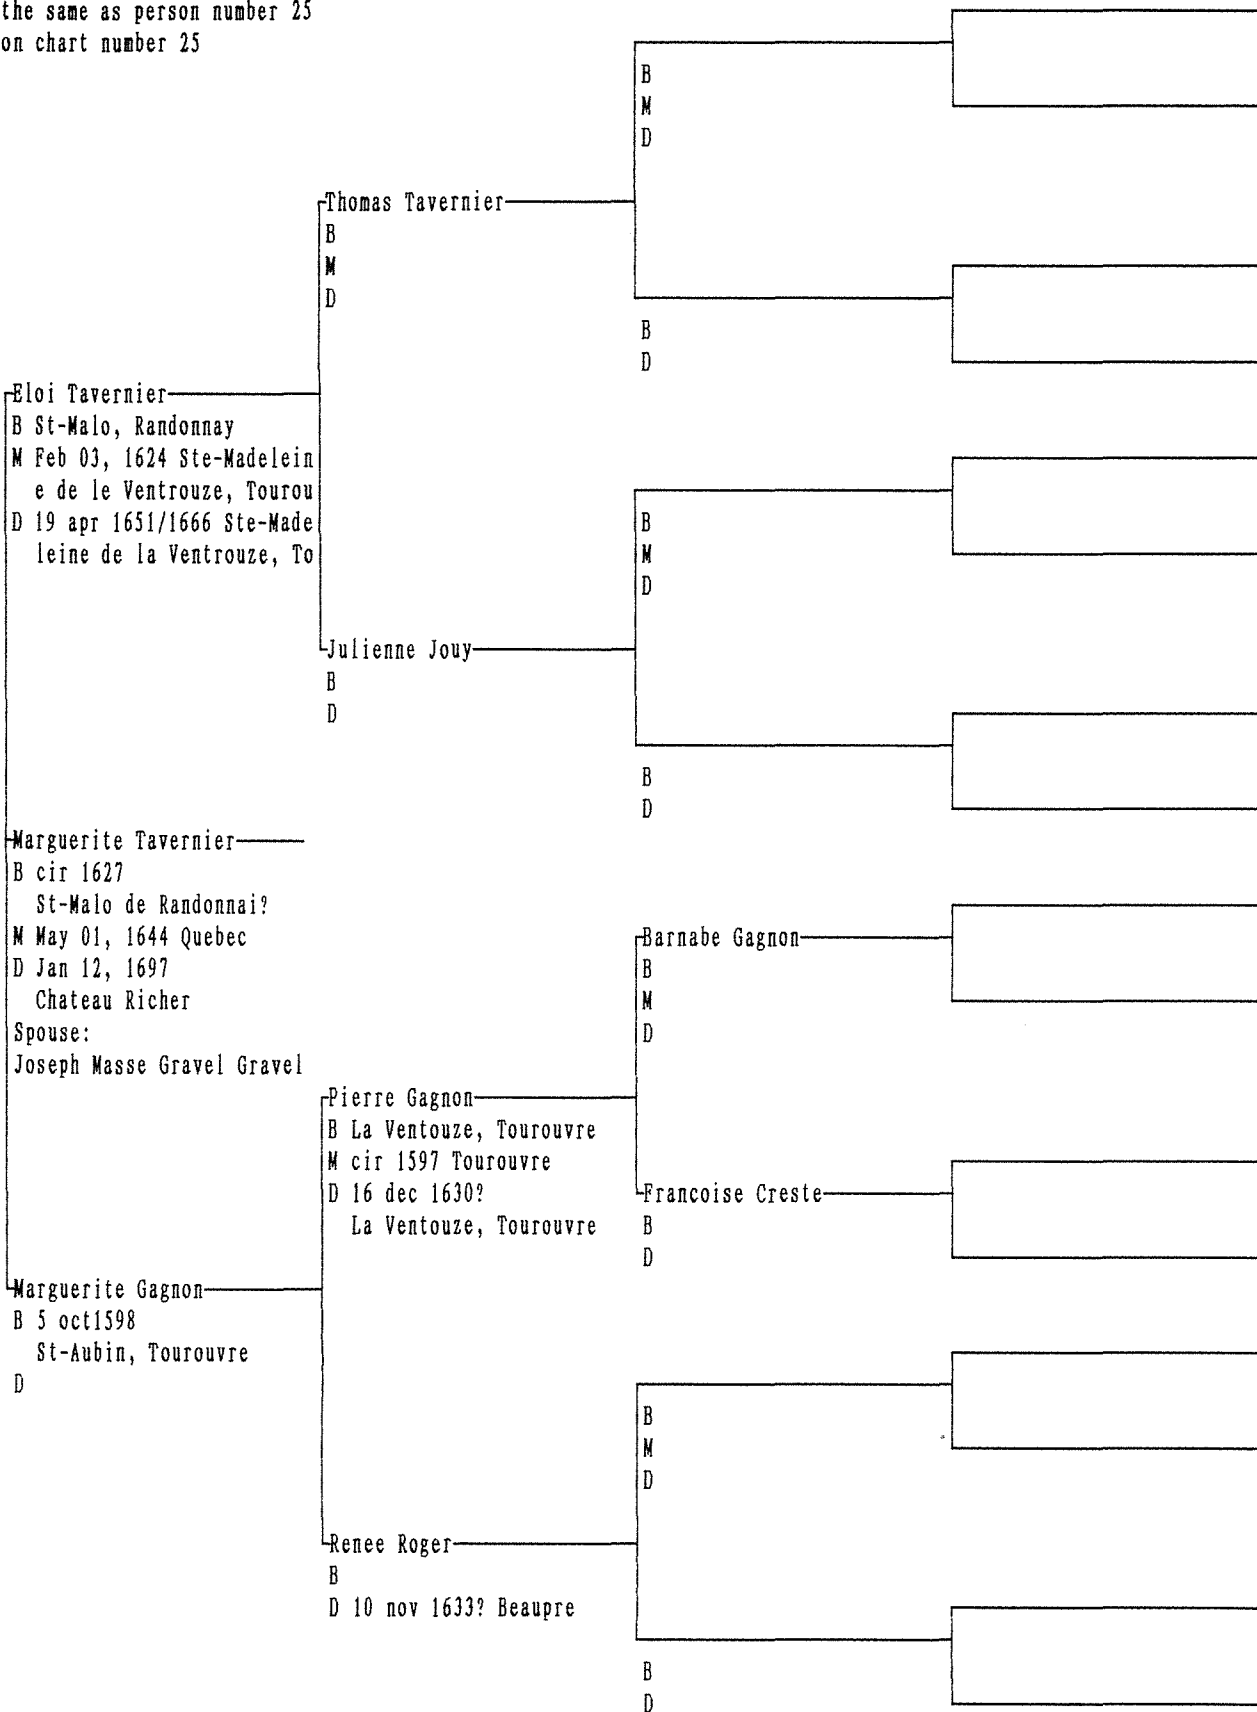 the same as person number 25
on chart number 25
B
M
D
Thomas Tavernier
B
M
D
B
D
Eloi Tavernier
B St-Malo, Randonnay
M Feb 03, 1624 Ste-Madelein
e de le Ventrouze, Tourou
D 19 apr 1651/1666 Ste-Made
leine de la Ventrouze, To
B
M
D
Julienne Jouy
B
D
B
D
Marguerite Tavernier
B cir 1627
St-Malo de Randonnai?
M May 01, 1644 Quebec
D Jan 12, 1697
Chateau Richer
Spouse:
Joseph Masse Gravel Gravel
Barnabe Gagnon
B
M
D
Pierre Gagnon
B La Ventouze, Tourouvre
M cir 1597 Tourouvre
D 16 dec 1630?
La Ventouze, Tourouvre
Francoise Creste
B
D
Marguerite Gagnon
B 5 oct1598
St-Aubin, Tourouvre
D
B
M
D
Renee Roger
B
D 10 nov 1633? Beaupre
B
D